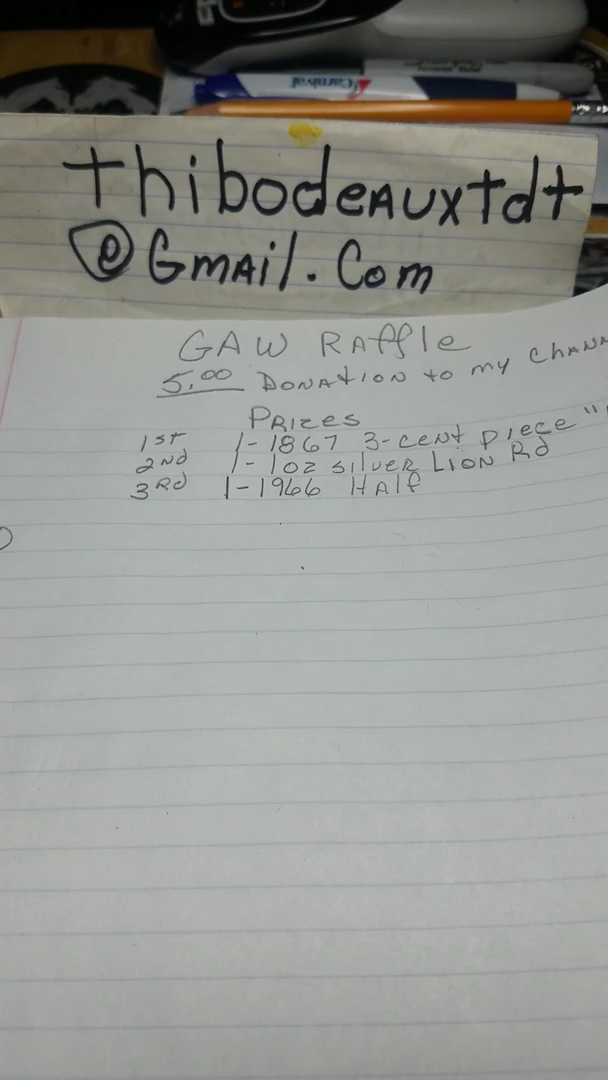 Carnival
thibodeAUXtdt
@GmAil.Com
GAW RAffle
5.00 DONAtION to my
PRIZES
1st 1-1867 3-cent piece "
2nd 1-1oz silver LION Rd
3rd 1-1966 HAlf